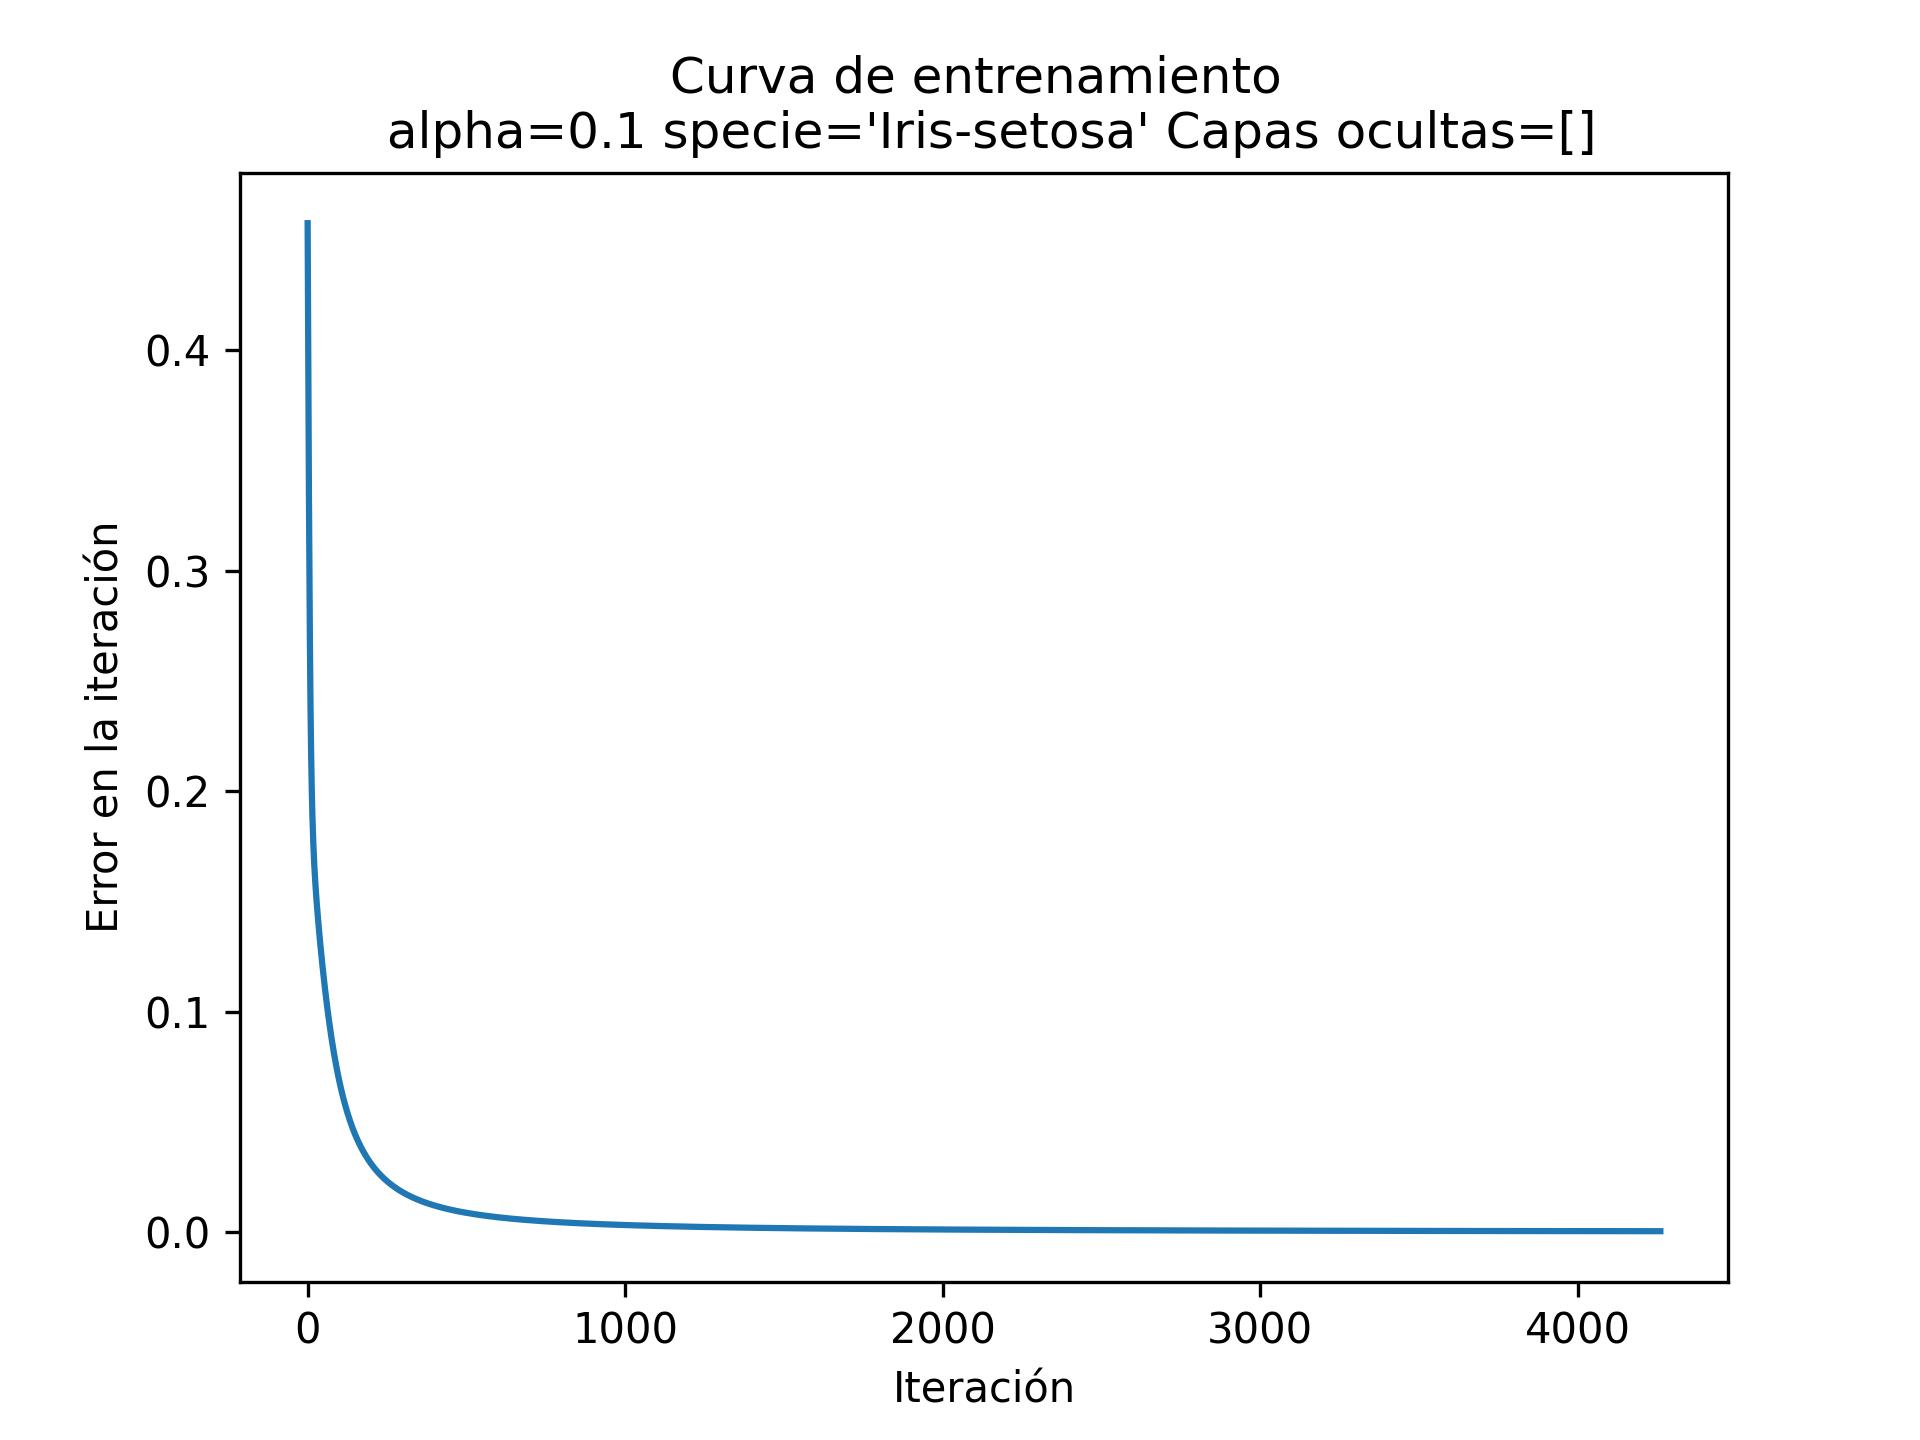 Curva de entrenamiento
alpha=0.1 specie='Iris-setosa' Capas ocultas=[]
Error en la iteración
0.4
0.3
0.2
0.1
0.0
0 1000 2000 3000 4000
Iteración